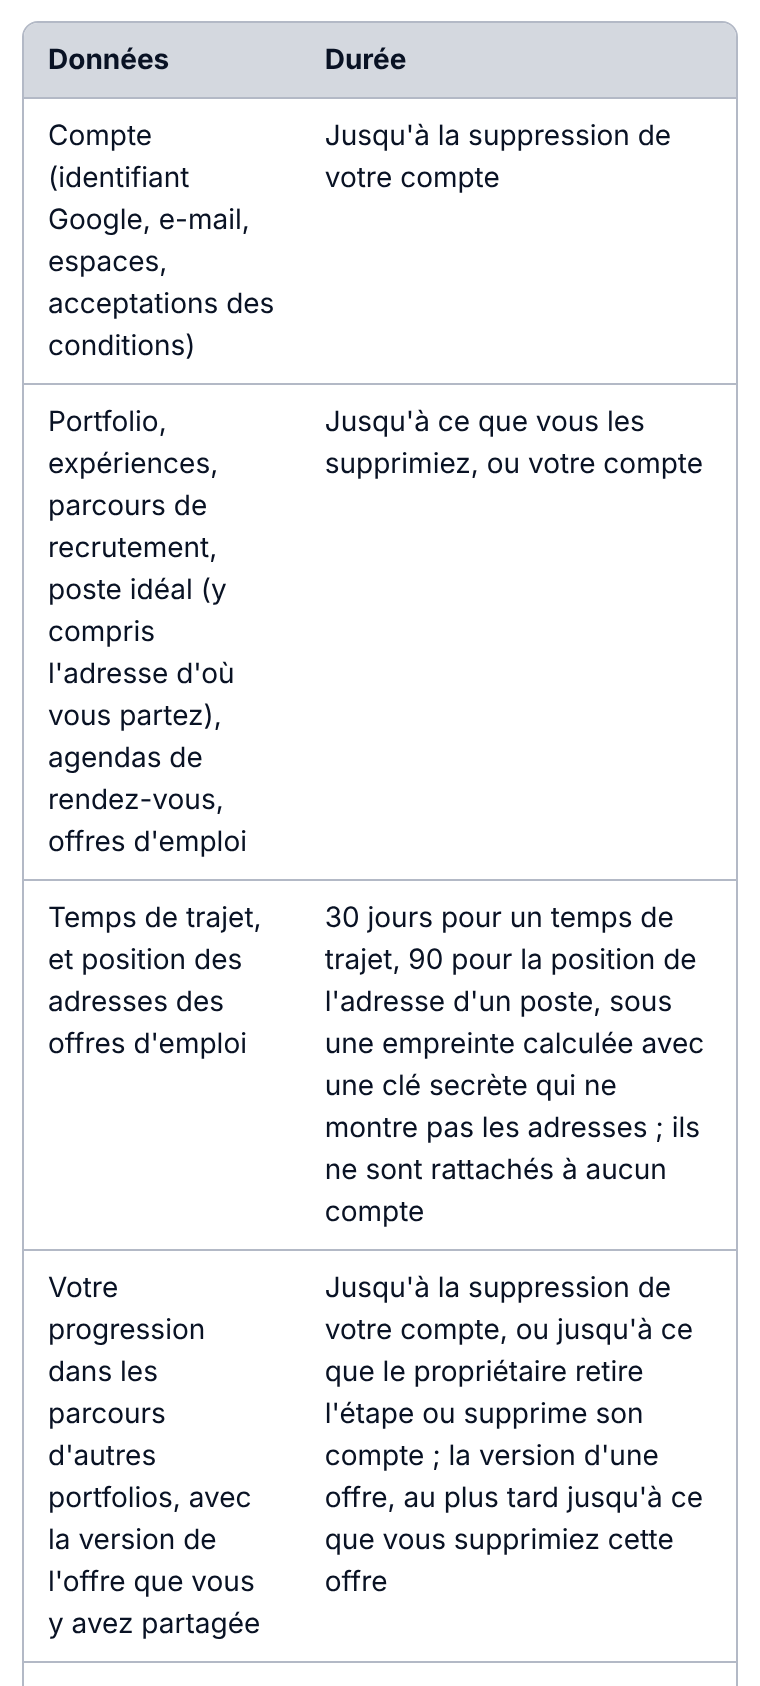 Données
Durée
Compte
(identifiant
Google, e-mail,
espaces,
acceptations des
conditions)
Jusqu'à la suppression de
votre compte
Portfolio,
expériences,
parcours de
recrutement,
poste idéal (y
compris
l'adresse d'où
vous partez),
agendas de
rendez-vous,
offres d'emploi
Jusqu'à ce que vous les
supprimiez, ou votre compte
Temps de trajet,
et position des
adresses des
offres d'emploi
30 jours pour un temps de
trajet, 90 pour la position de
l'adresse d'un poste, sous
une empreinte calculée avec
une clé secrète qui ne
montre pas les adresses ; ils
ne sont rattachés à aucun
compte
Votre
progression
dans les
parcours
d'autres
portfolios, avec
la version de
l'offre que vous
y avez partagée
Jusqu'à la suppression de
votre compte, ou jusqu'à ce
que le propriétaire retire
l'étape ou supprime son
compte ; la version d'une
offre, au plus tard jusqu'à ce
que vous supprimiez cette
offre